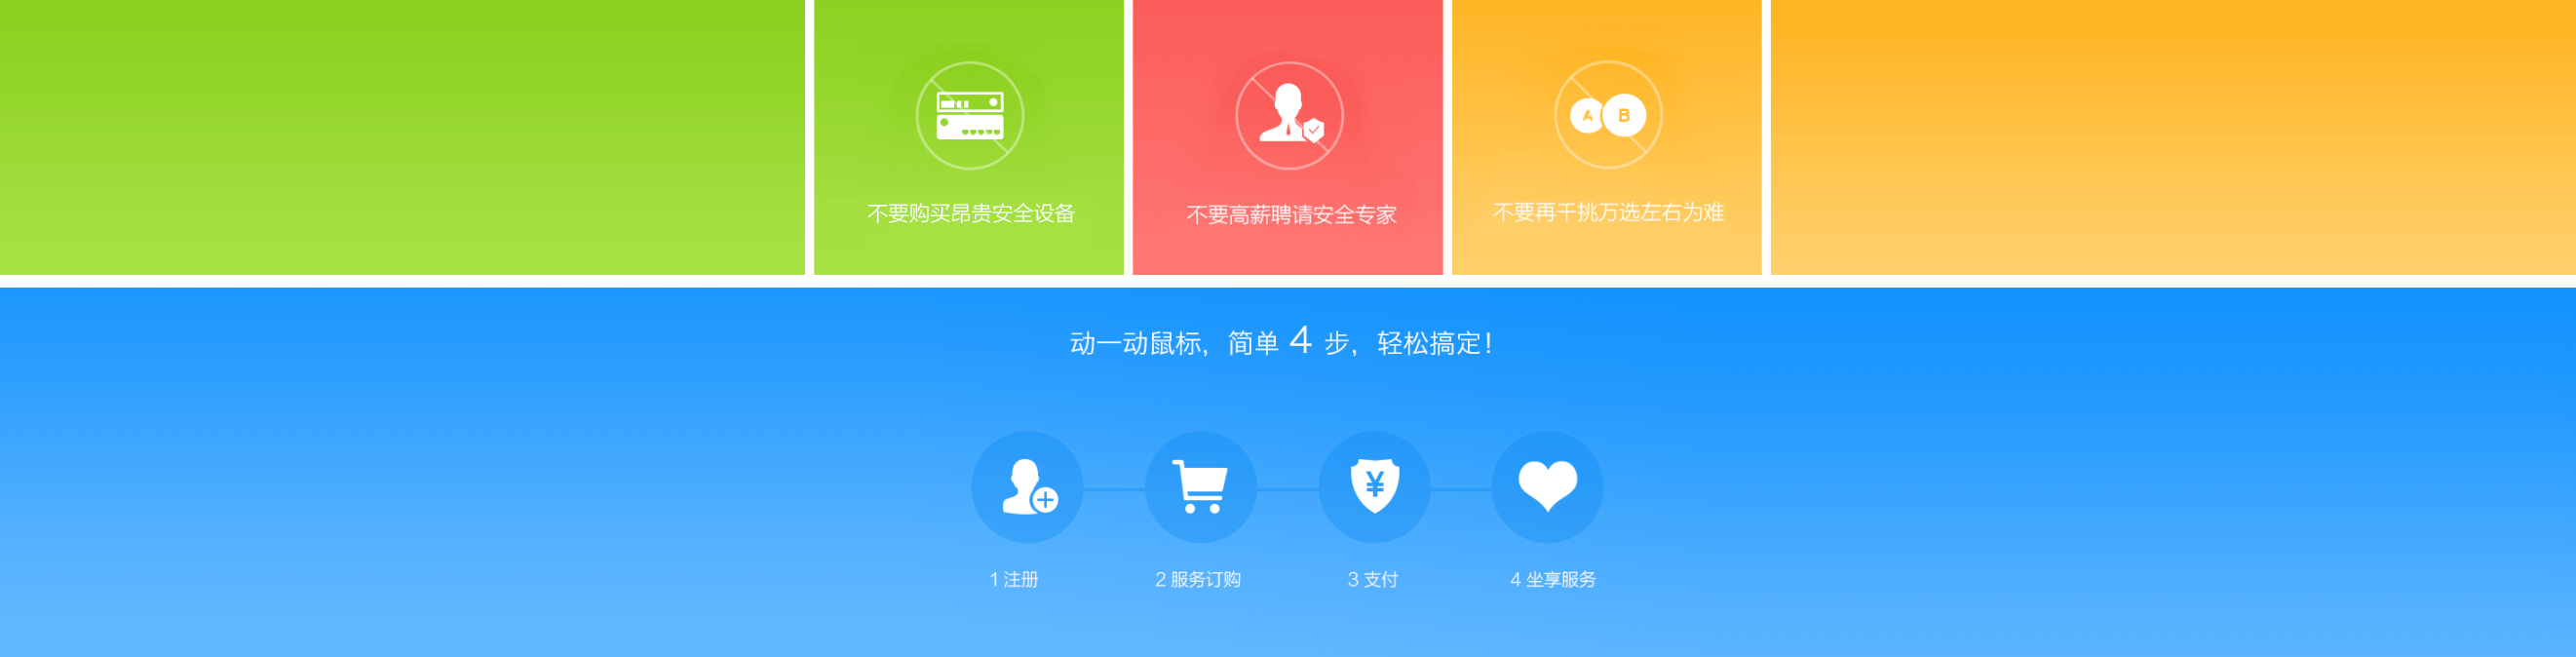 不要购买昂贵安全设备
不要高薪聘请安全专家
A B
不要再千挑万选左右为难
动一动鼠标，简单 4 步，轻松搞定！
¥
1 注册
2 服务订购
3 支付
4 坐享服务